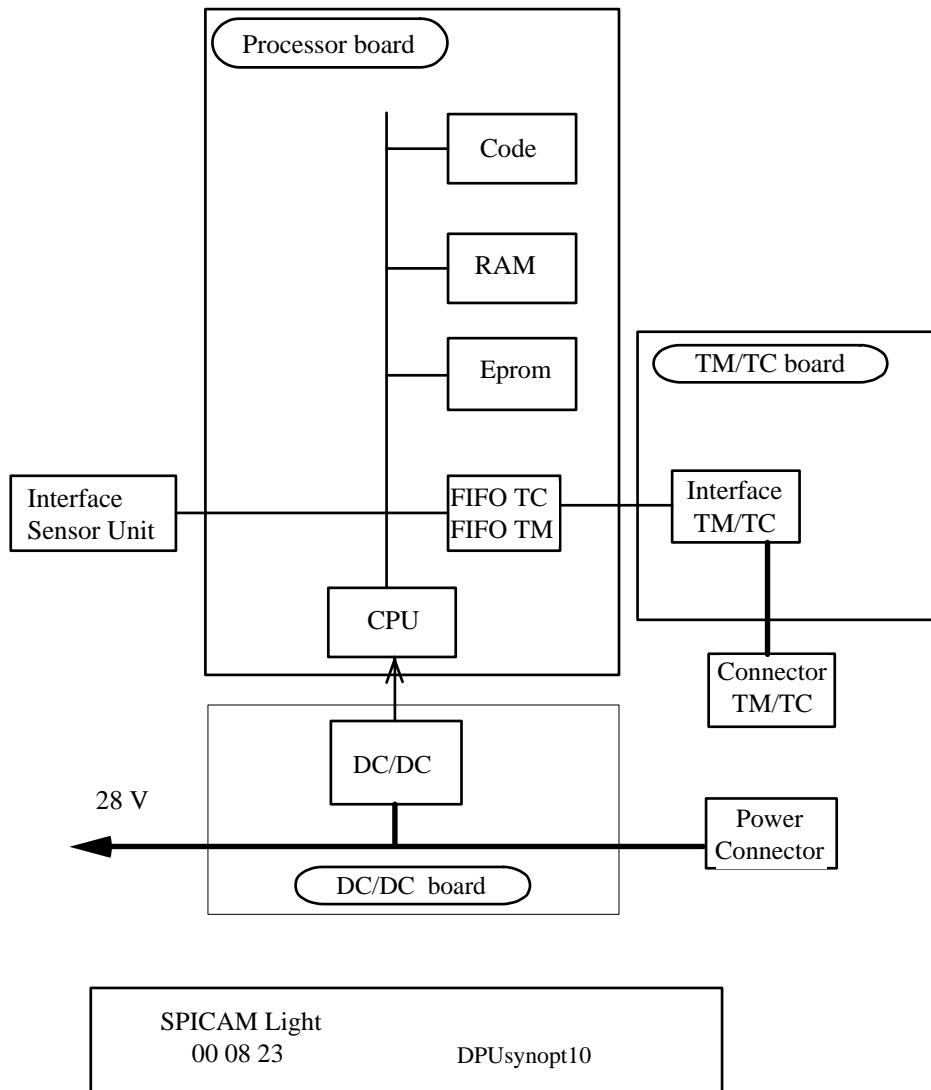 Processor board
Code
RAM
Eprom
TM/TC board
Interface
Sensor Unit
FIFO TC
FIFO TM
Interface
TM/TC
CPU
Connector
TM/TC
DC/DC
28 V
Power
Connector
DC/DC board
SPICAM Light
00 08 23
DPUsynopt10